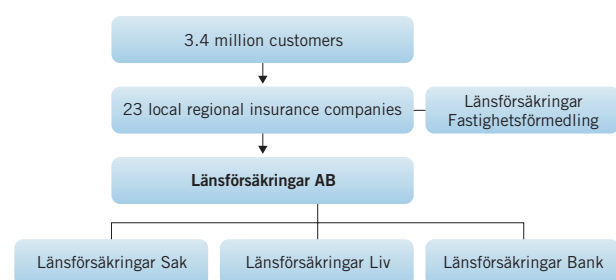 3.4 million customers
23 local regional insurance companies
Länsförsäkringar
Fastighetsförmedling
Länsförsäkringar AB
Länsförsäkringar Sak
Länsförsäkringar Liv
Länsförsäkringar Bank